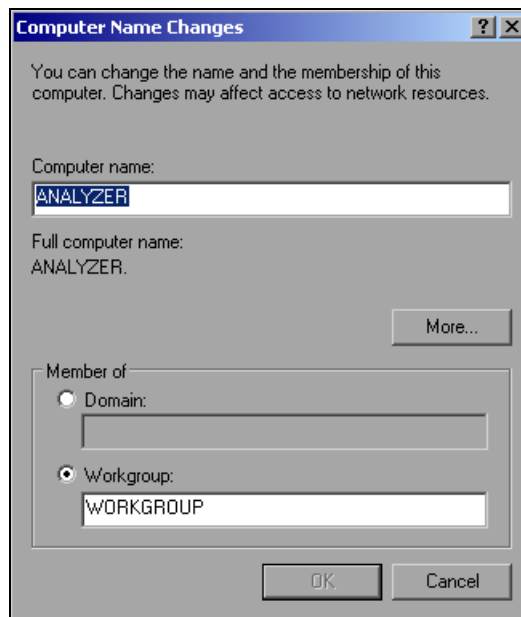 Computer Name Changes
You can change the name and the membership of this
computer. Changes may affect access to network resources.
Computer name:
ANALYZER
Full computer name:
ANALYZER.
More...
Member of
Domain:
Workgroup:
WORKGROUP
OK
Cancel